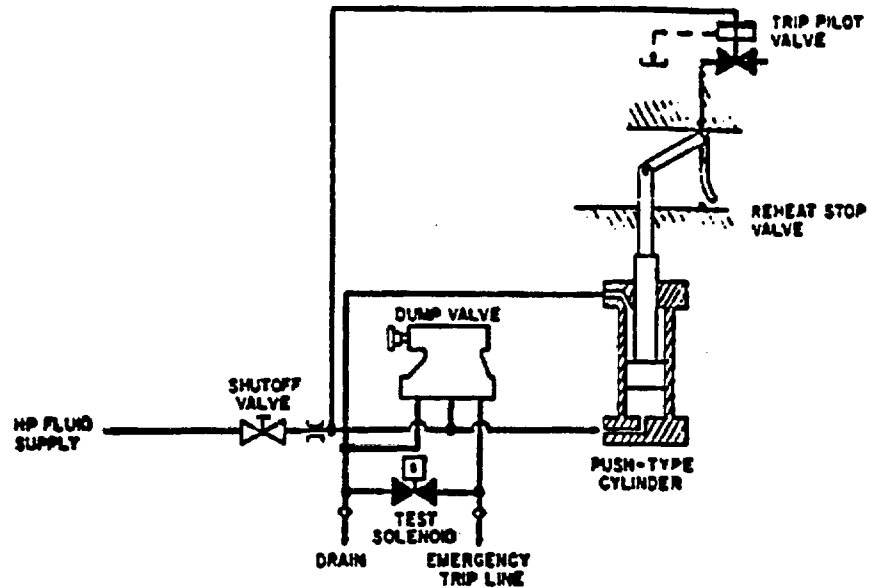 TRIP PILOT
VALVE
REHEAT STOP
VALVE
DUMP VALVE
SHUTOFF
VALVE
HP FLUID
SUPPLY
PUSH-TYPE
CYLINDER
S
TEST
SOLENOID
DRAIN
EMERGENCY
TRIP LINE